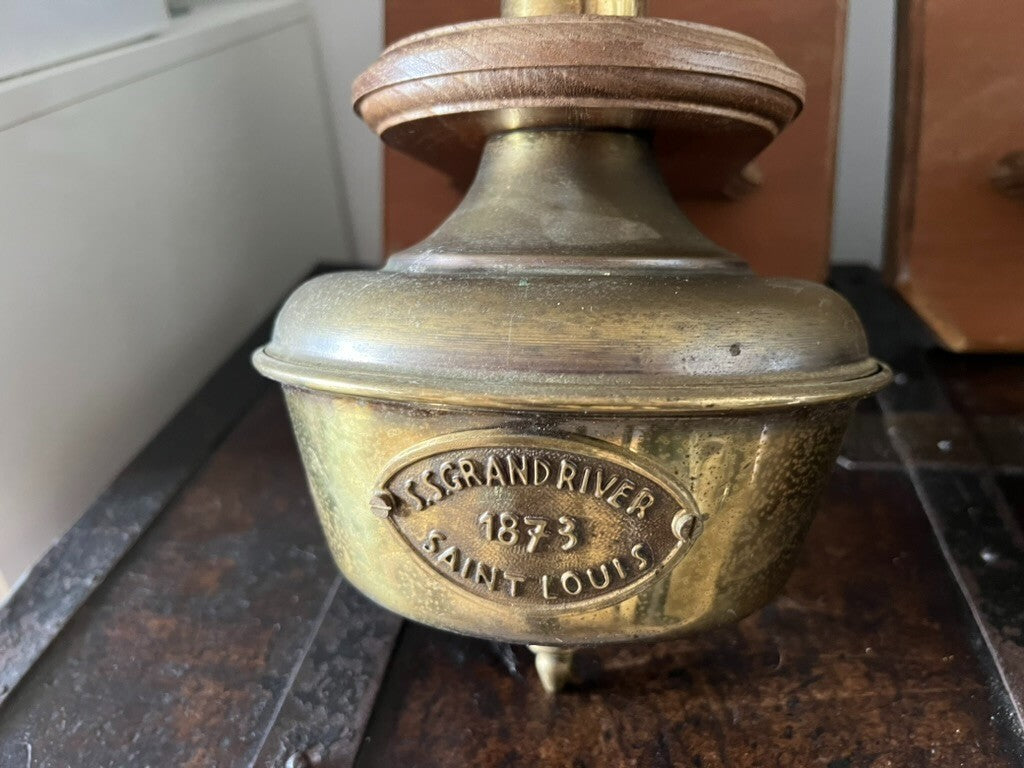 S.S GRAND RIVER
1873
SAINT LOUIS